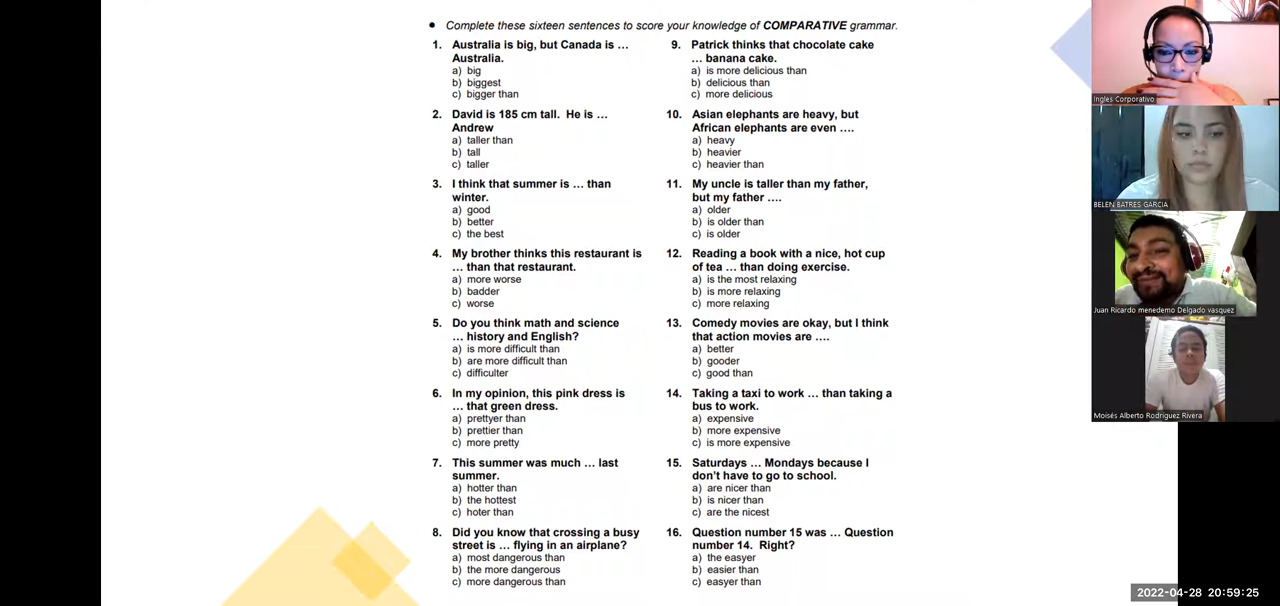 • Complete these sixteen sentences to score your knowledge of COMPARATIVE grammar.
1. Australia is big, but Canada is …
Australia.
a) big
b) biggest
c) bigger than
2. David is 185 cm tall. He is …
Andrew
a) taller than
b) tall
c) taller
3. I think that summer is … than
winter.
a) good
b) better
c) the best
4. My brother thinks this restaurant is
… than that restaurant.
a) more worse
b) badder
c) worse
5. Do you think math and science
… history and English?
a) is more difficult than
b) are more difficult than
c) difficulter
6. In my opinion, this pink dress is
… that green dress.
a) prettyer than
b) prettier than
c) more pretty
7. This summer was much … last
summer.
a) hotter than
b) the hottest
c) hoter than
8. Did you know that crossing a busy
street is … flying in an airplane?
a) most dangerous than
b) the more dangerous
c) more dangerous than
9. Patrick thinks that chocolate cake
… banana cake.
a) is more delicious than
b) delicious than
c) more delicious
10. Asian elephants are heavy, but
African elephants are even ….
a) heavy
b) heavier
c) heavier than
11. My uncle is taller than my father,
but my father ….
a) older
b) is older than
c) is older
12. Reading a book with a nice, hot cup
of tea … than doing exercise.
a) is the most relaxing
b) is more relaxing
c) more relaxing
13. Comedy movies are okay, but I think
that action movies are ….
a) better
b) gooder
c) good than
14. Taking a taxi to work … than taking a
bus to work.
a) expensive
b) more expensive
c) is more expensive
15. Saturdays … Mondays because I
don't have to go to school.
a) are nicer than
b) is nicer than
c) are the nicest
16. Question number 15 was … Question
number 14. Right?
a) the easyer
b) easier than
c) easyer than
Ingles Corporativo
BELEN BATRES GARCIA
Juan Ricardo menedemo Delgado vasquez
Moisés Alberto Rodriguez Rivera
2022-04-28 20:59:25